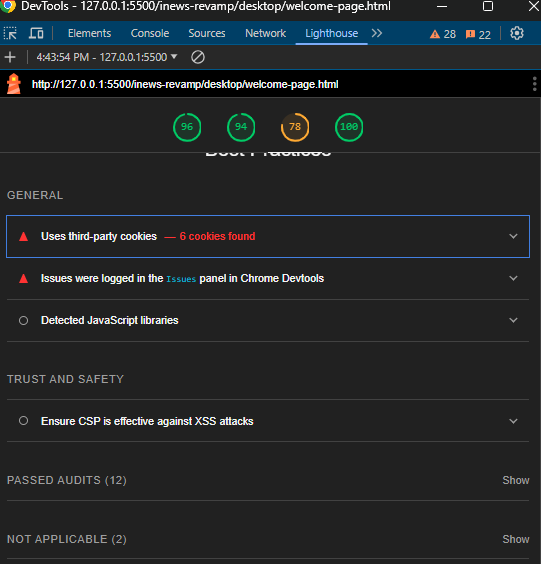 DevTools - 127.0.0.1:5500/inews-revamp/desktop/welcome-page.html
Elements Console Sources Network Lighthouse 28 22
4:43:54 PM - 127.0.0.1:5500
http://127.0.0.1:5500/inews-revamp/desktop/welcome-page.html
96 94 78 100
Best Practices
GENERAL
Uses third-party cookies — 6 cookies found
Issues were logged in the Issues panel in Chrome Devtools
Detected JavaScript libraries
TRUST AND SAFETY
Ensure CSP is effective against XSS attacks
PASSED AUDITS (12) Show
NOT APPLICABLE (2) Show